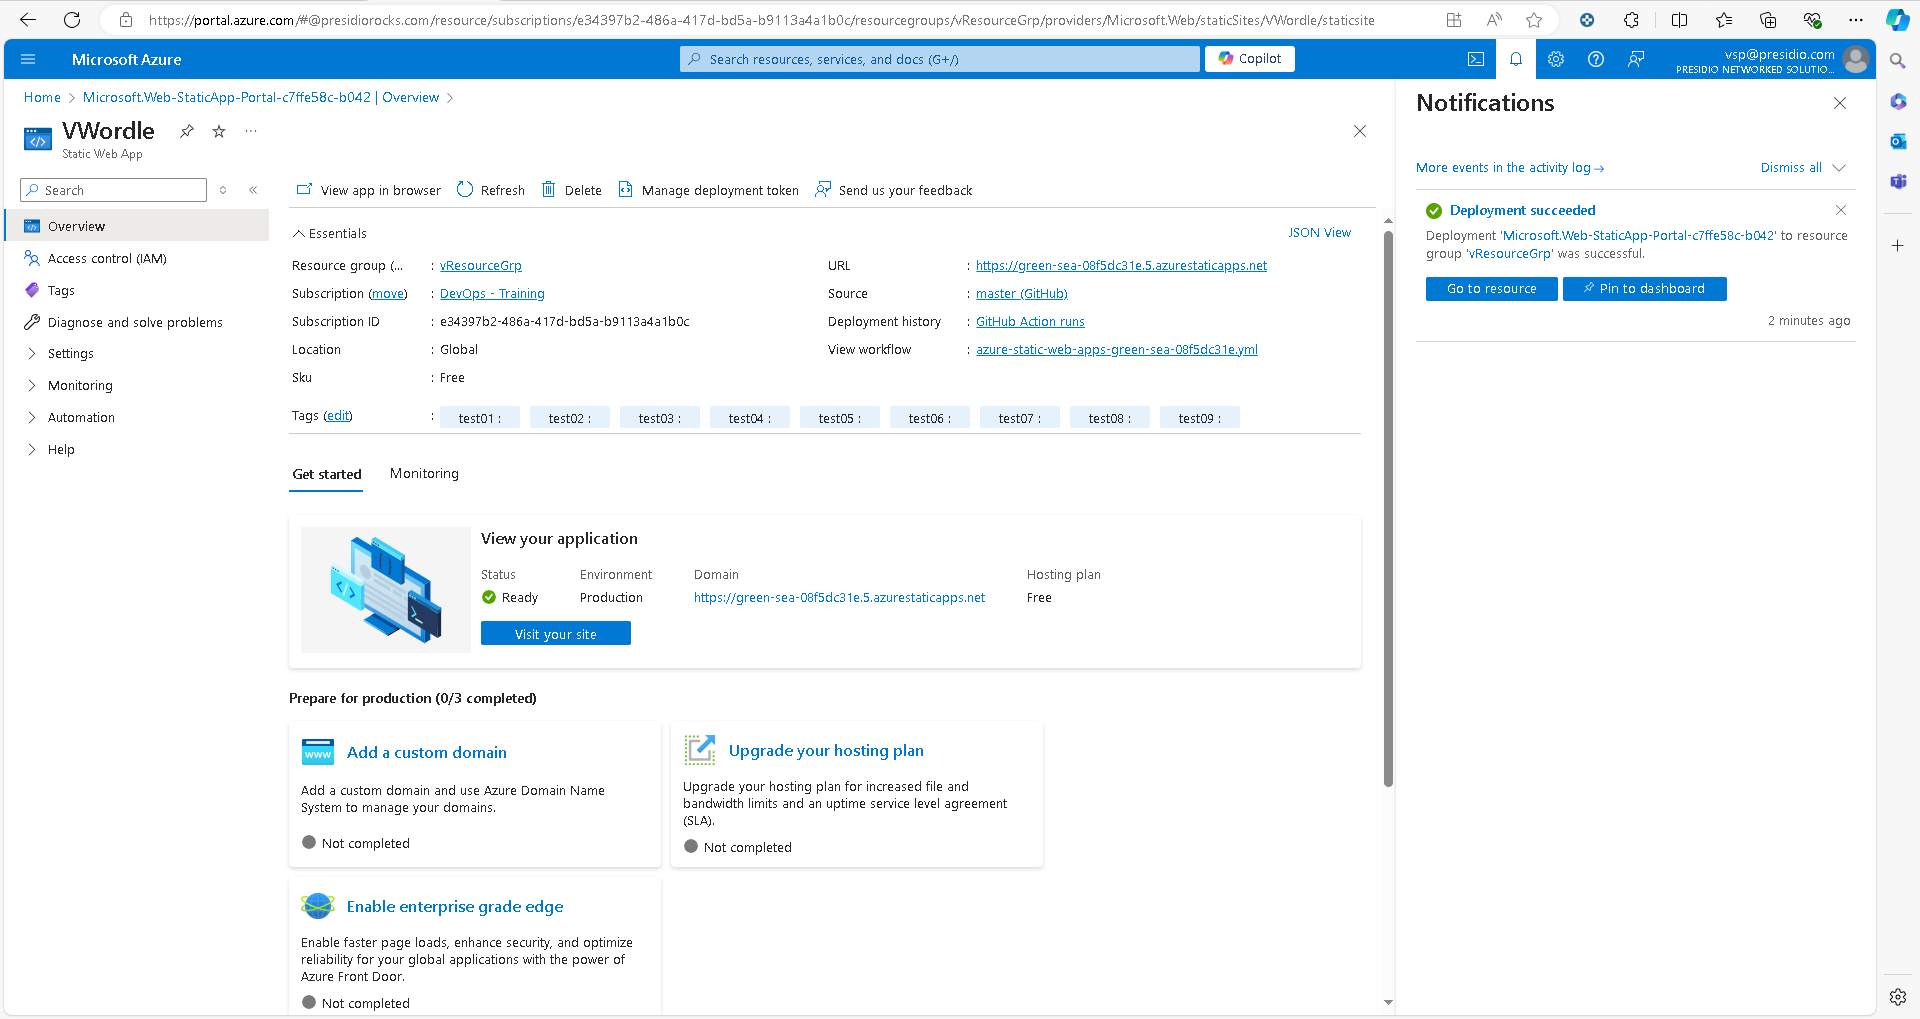 https://portal.azure.com/#@presidiorocks.com/resource/subscriptions/e34397b2-486a-417d-bd5a-b9113a4a1b0c/resourcegroups/vResourceGrp/providers/Microsoft.Web/staticSites/VWordle/staticsite
Microsoft Azure
Search resources, services, and docs (G+/)
Copilot
vsp@presidio.com
PRESIDIO NETWORKED SOLUTIO...
Home > Microsoft.Web-StaticApp-Portal-c7ffe58c-b042 | Overview >
VWordle
Static Web App
Search
Overview
Access control (IAM)
Tags
Diagnose and solve problems
Settings
Monitoring
Automation
Help
View app in browser Refresh Delete Manage deployment token Send us your feedback
Essentials
JSON View
Resource group (... : vResourceGrp
Subscription (move) : DevOps - Training
Subscription ID : e34397b2-486a-417d-bd5a-b9113a4a1b0c
Location : Global
Sku : Free
URL : https://green-sea-08f5dc31e.5.azurestaticapps.net
Source : master (GitHub)
Deployment history : GitHub Action runs
View workflow : azure-static-web-apps-green-sea-08f5dc31e.yml
Tags (edit) : test01 : test02 : test03 : test04 : test05 : test06 : test07 : test08 : test09 :
Get started Monitoring
View your application
Status Environment Domain Hosting plan
Ready Production https://green-sea-08f5dc31e.5.azurestaticapps.net Free
Visit your site
Prepare for production (0/3 completed)
Add a custom domain
Add a custom domain and use Azure Domain Name
System to manage your domains.
Not completed
Upgrade your hosting plan
Upgrade your hosting plan for increased file and
bandwidth limits and an uptime service level agreement
(SLA).
Not completed
Enable enterprise grade edge
Enable faster page loads, enhance security, and optimize
reliability for your global applications with the power of
Azure Front Door.
Not completed
Notifications
More events in the activity log →
Dismiss all
Deployment succeeded
Deployment 'Microsoft.Web-StaticApp-Portal-c7ffe58c-b042' to resource
group 'vResourceGrp' was successful.
Go to resource
Pin to dashboard
2 minutes ago